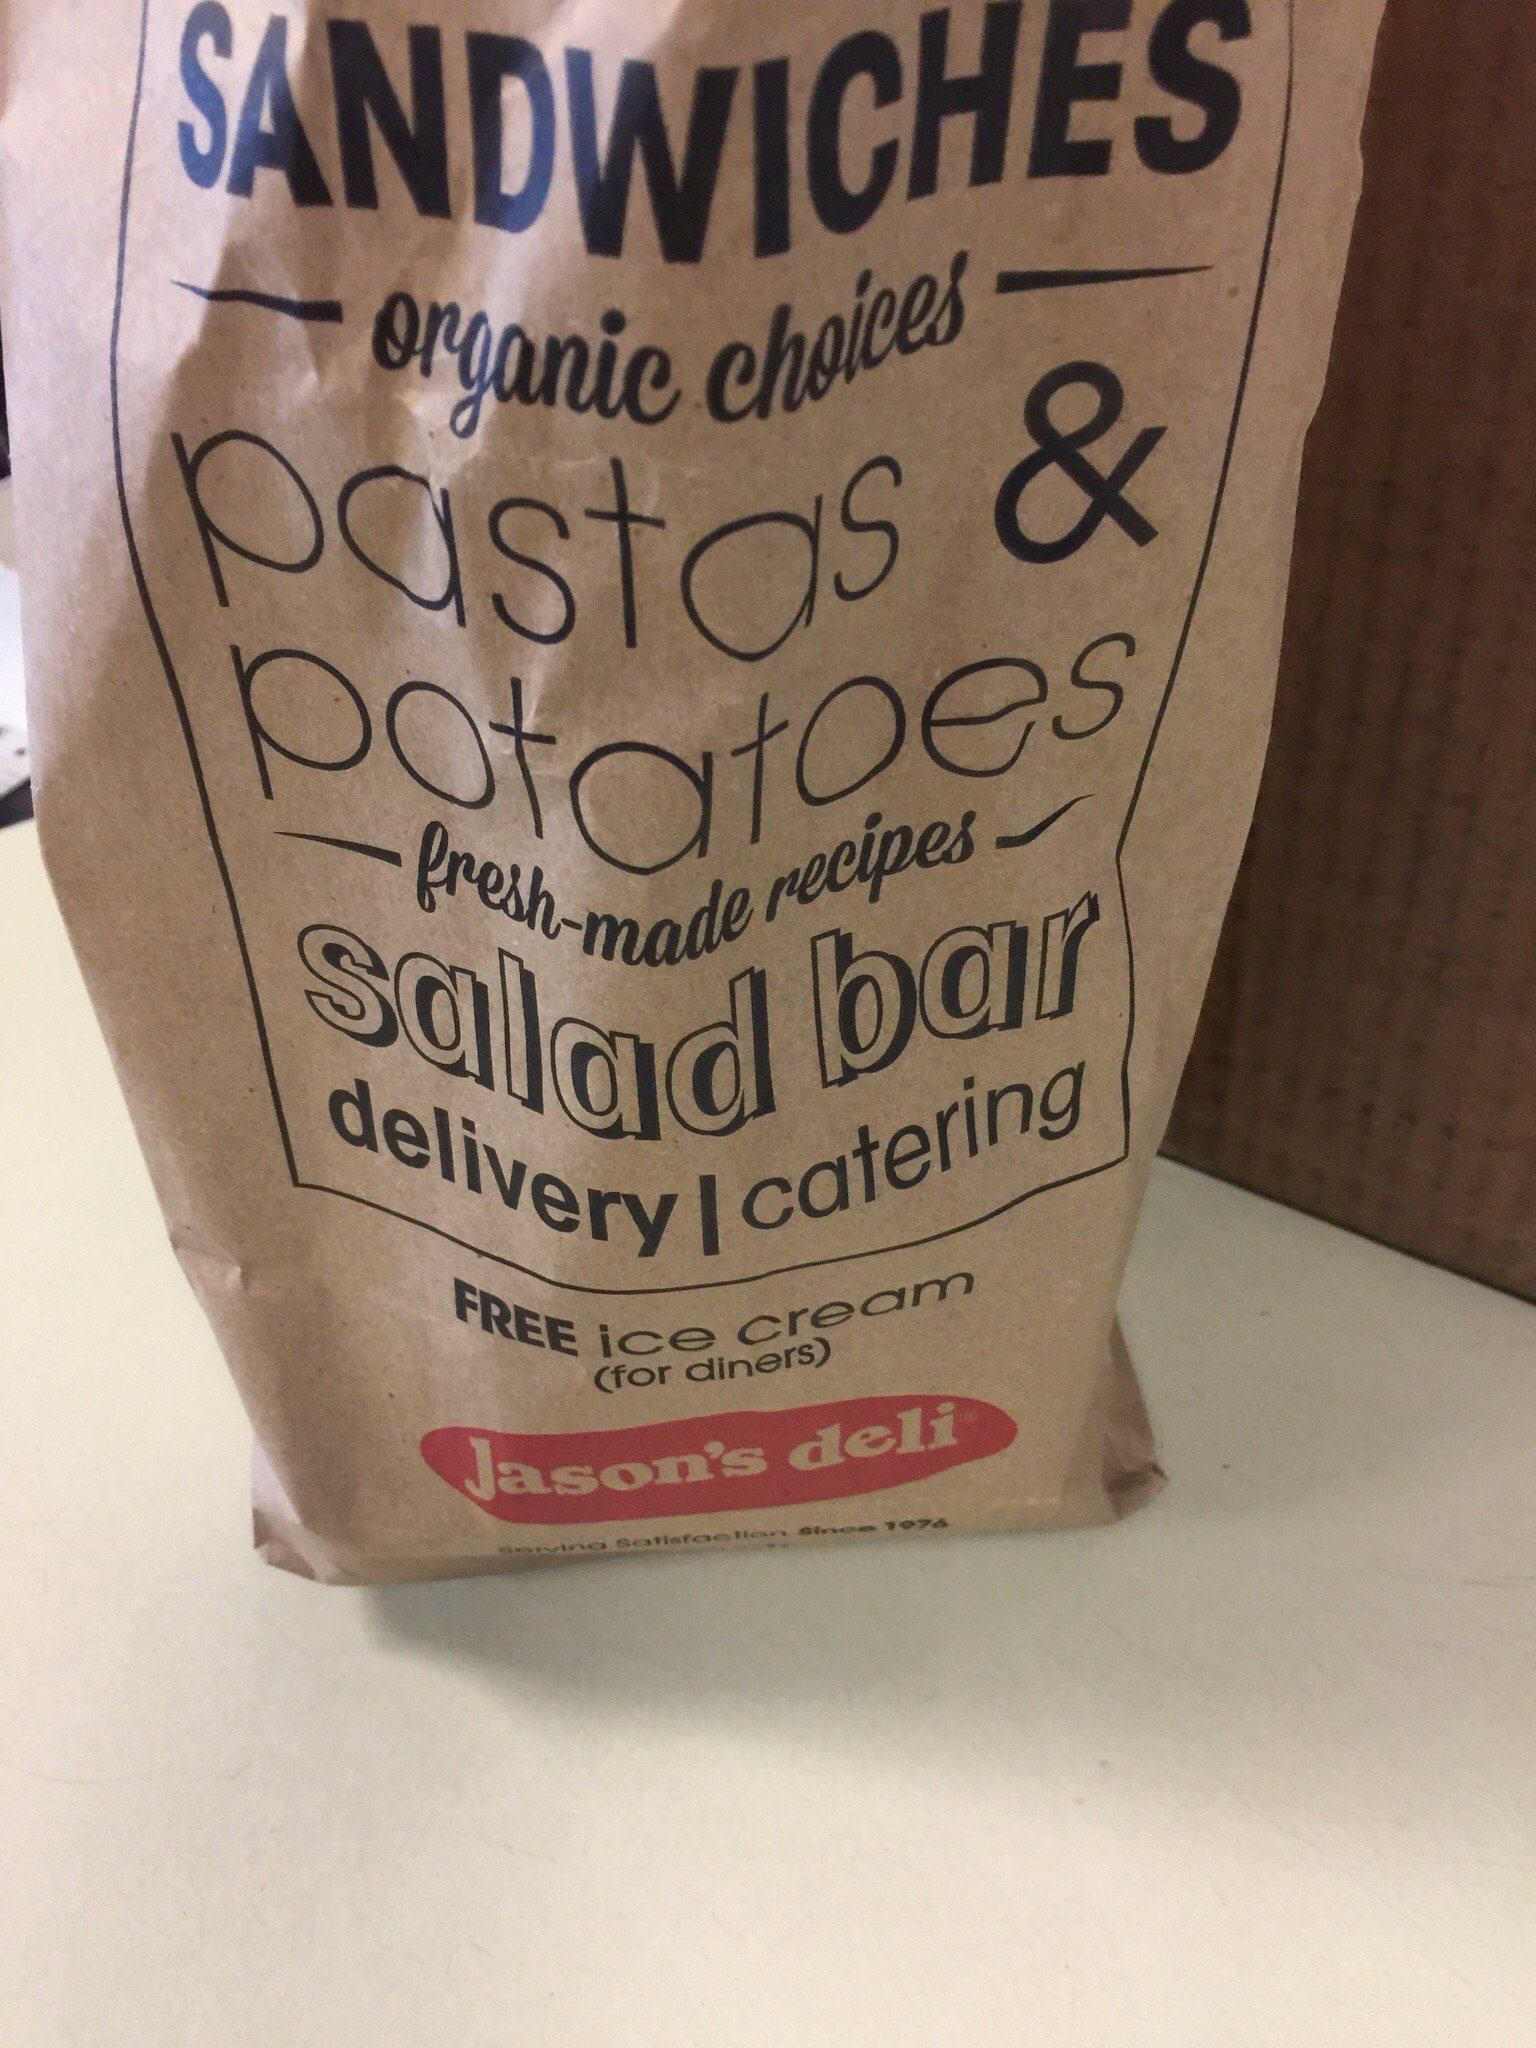 SANDWICHES
organic choices
pastas &
potatoes
fresh-made recipes
salad bar
delivery | catering
FREE ice cream
(for diners)
Jason's deli
Serving Satisfaction Since 1976